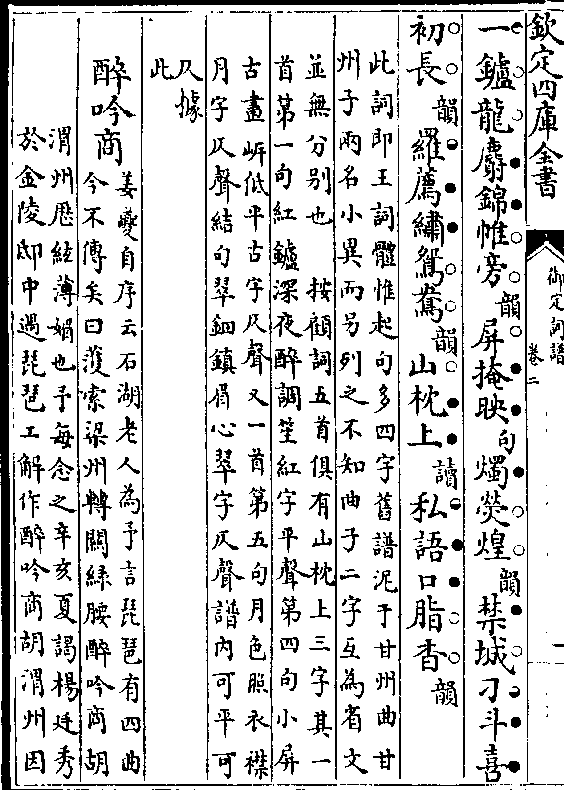 欽定四庫全書
御定詞譜
卷二
一鑪龍麝錦帷旁韻屏掩映句燭熒煌韻禁城刁斗喜
初長韻羅薦繡鴛鴦韻山枕上讀私語口脂香韻
此詞即王詞體惟起句多四字舊譜泥于甘州曲甘
州子兩名小異而另列之不知曲子二字互為省文
並無分别也　按顧詞五首俱有山枕上三字其一
首第一句紅鑪深夜醉調笙紅字平聲第四句小屏
古畫岍低平古字仄聲又一首第五句月色照衣襟
月字仄聲結句翠鈿鎮眉心翠字仄聲譜内可平可
仄據
此
醉吟商
姜夔自序云石湖老人為予言琵琶有四曲
今不傳矣曰濩索梁州轉關緑腰醉吟商胡
渭州歴絃薄媚也予每念之辛亥夏謁楊廷秀
於金陵邸中遇琵琶工解作醉吟商胡渭州因